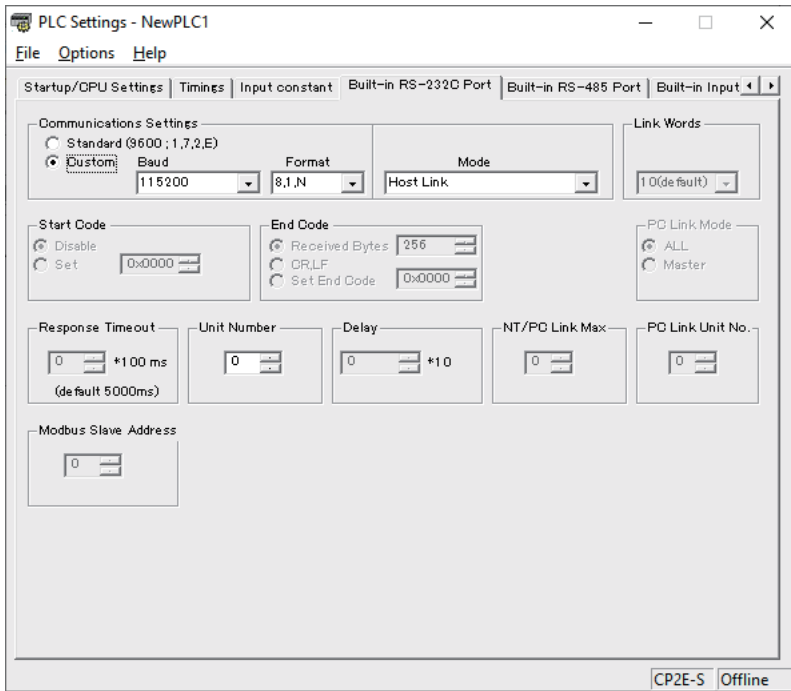 PLC Settings - NewPLC1
File Options Help
Startup/CPU Settings Timings Input constant Built-in RS-232C Port Built-in RS-485 Port Built-in Input
Communications Settings Link Words
Standard (9600 ; 1,7,2,E)
Custom Baud Format Mode
115200 8,1,N Host Link 10(default)
Start Code End Code PC Link Mode
Disable Received Bytes 256 ALL
Set 0x0000 CR,LF Master
Set End Code 0x0000
Response Timeout Unit Number Delay NT/PC Link Max PC Link Unit No.
0 *100 ms 0 0 *10 0 0
(default 5000ms)
Modbus Slave Address
0
CP2E-S Offline